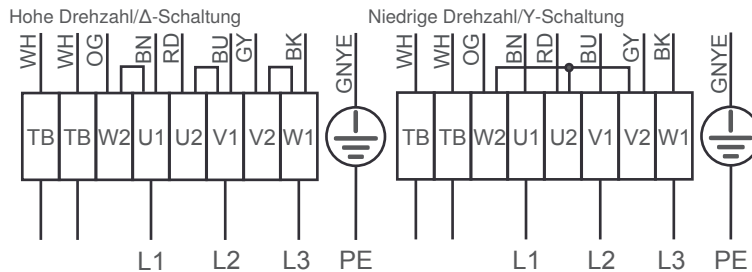 Hohe Drehzahl/Δ-Schaltung
Niedrige Drehzahl/Y-Schaltung
WH WH OG BN RD BU GY BK GNYE
WH WH OG BN RD BU GY BK GNYE
TB TB W2 U1 U2 V1 V2 W1
TB TB W2 U1 U2 V1 V2 W1
L1 L2 L3 PE
L1 L2 L3 PE